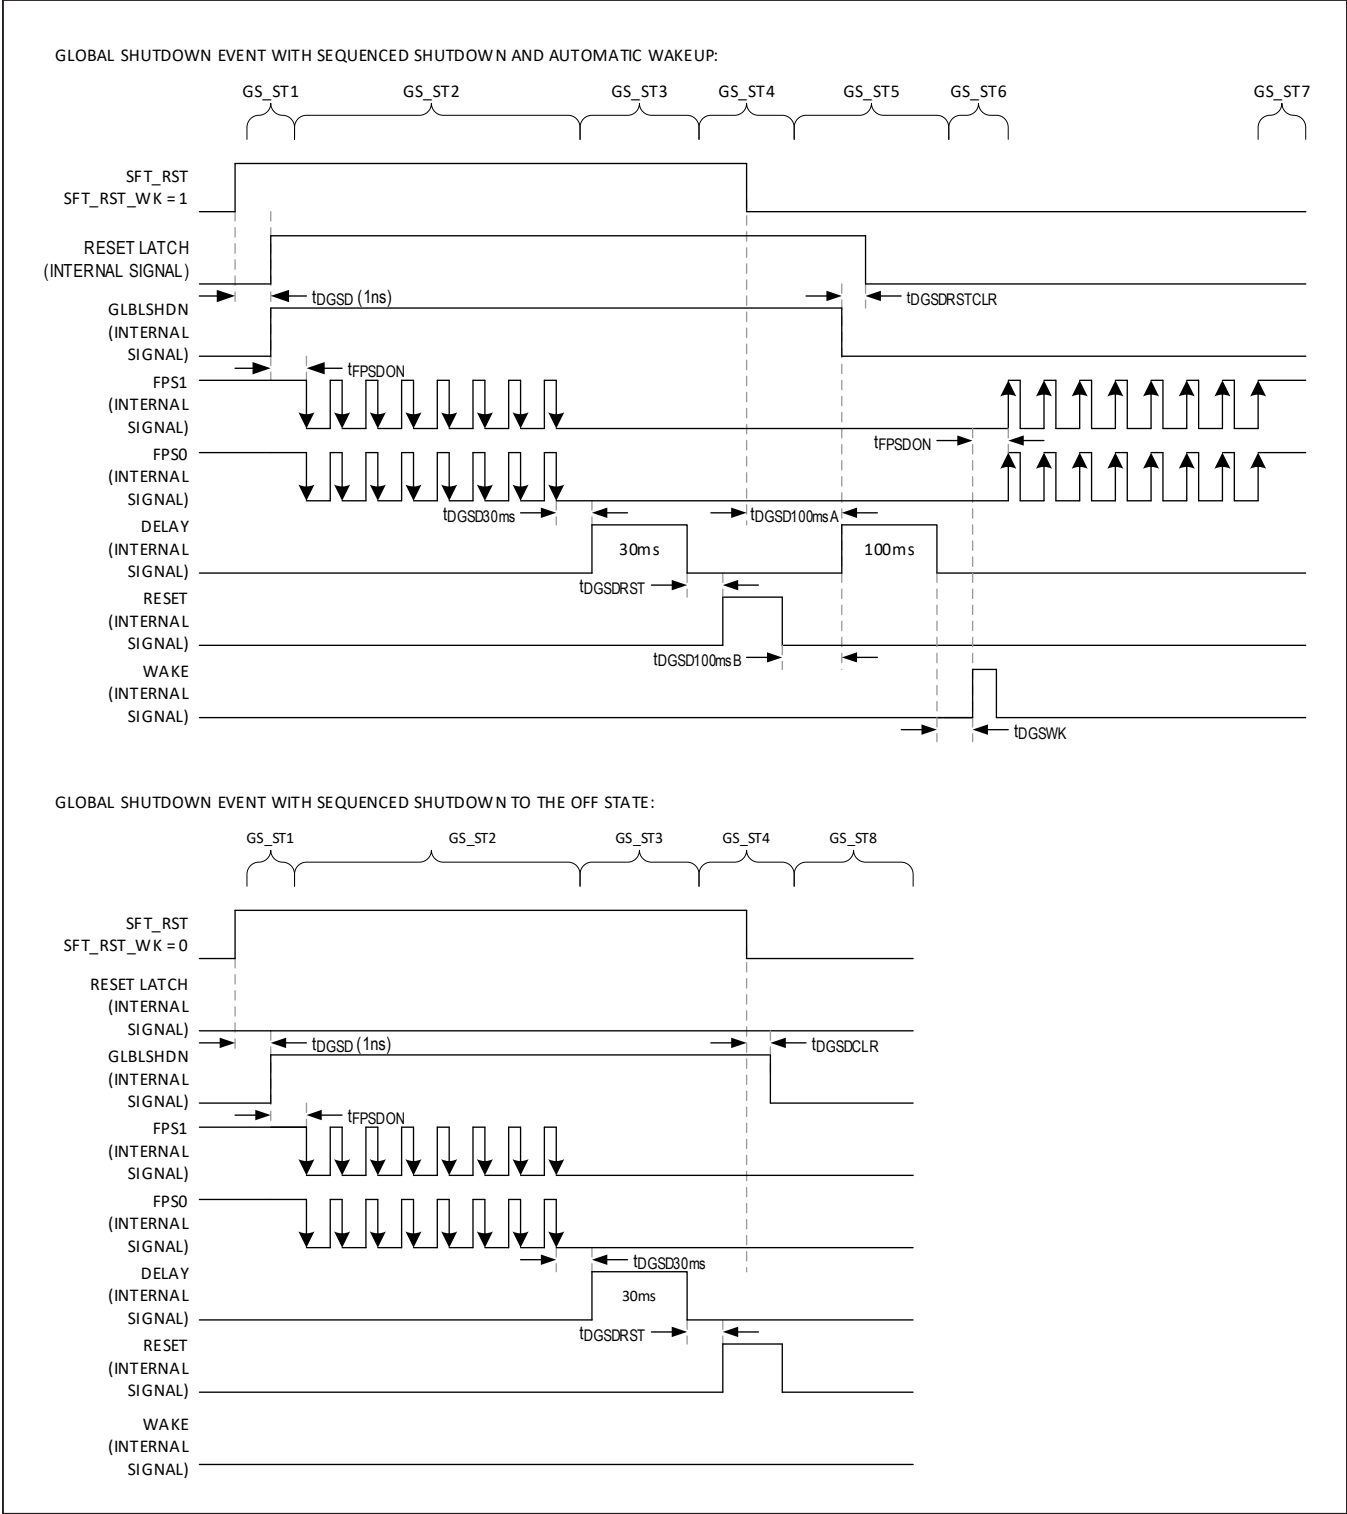 GLOBAL SHUTDOWN EVENT WITH SEQUENCED SHUTDOWN AND AUTOMATIC WAKEUP:
GS_ST1 GS_ST2 GS_ST3 GS_ST4 GS_ST5 GS_ST6 GS_ST7
SFT_RST
SFT_RST_WK = 1
RESET LATCH
(INTERNAL SIGNAL)
tDGSD (1ns)
tDGSDRSTCLR
GLBLSHDN
(INTERNAL
SIGNAL)
tFPSDON
FPS1
(INTERNAL
SIGNAL)
tFPSDON
FPS0
(INTERNAL
SIGNAL)
tDGSD30ms
tDGSD100msA
DELAY
(INTERNAL
SIGNAL)
30ms
100ms
tDGSDRST
RESET
(INTERNAL
SIGNAL)
tDGSD100msB
WAKE
(INTERNAL
SIGNAL)
tDGSWK
GLOBAL SHUTDOWN EVENT WITH SEQUENCED SHUTDOWN TO THE OFF STATE:
GS_ST1 GS_ST2 GS_ST3 GS_ST4 GS_ST8
SFT_RST
SFT_RST_WK = 0
RESET LATCH
(INTERNAL
SIGNAL)
tDGSD (1ns)
tDGSDCLR
GLBLSHDN
(INTERNAL
SIGNAL)
tFPSDON
FPS1
(INTERNAL
SIGNAL)
FPS0
(INTERNAL
SIGNAL)
tDGSD30ms
DELAY
(INTERNAL
SIGNAL)
30ms
tDGSDRST
RESET
(INTERNAL
SIGNAL)
WAKE
(INTERNAL
SIGNAL)